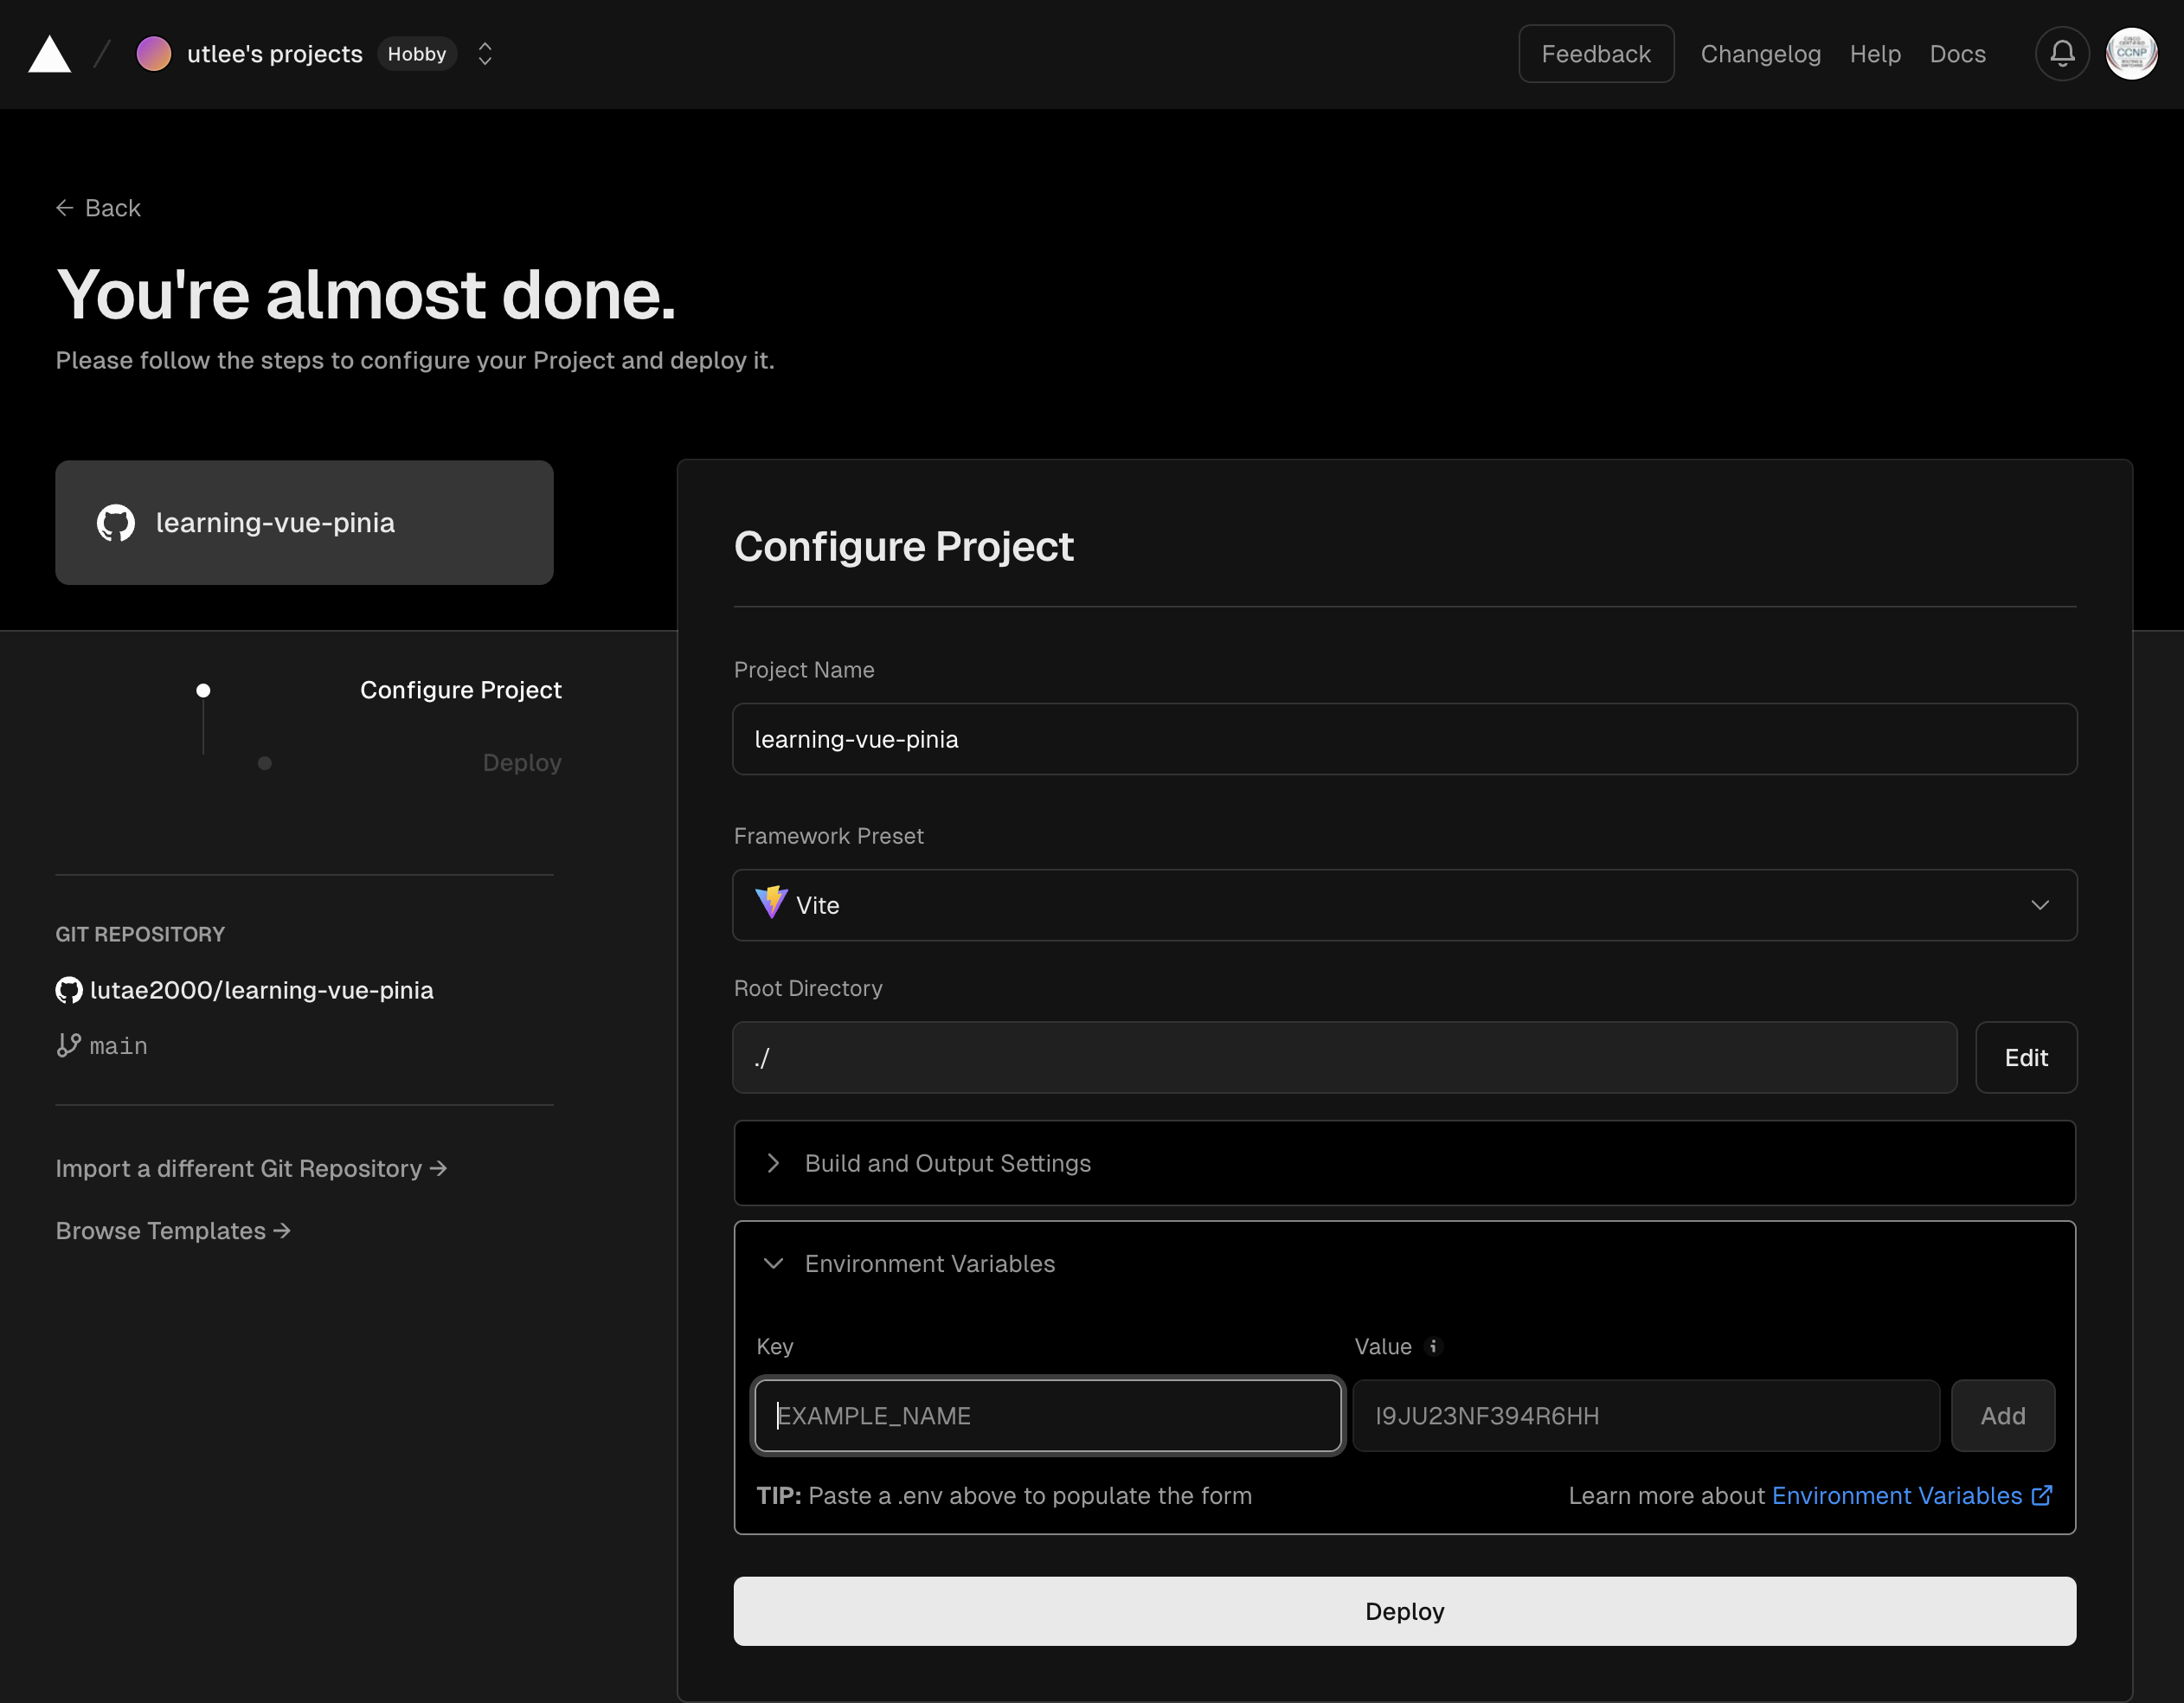 utlee's projects Hobby
Feedback Changelog Help Docs
CCNP
Back
You're almost done.
Please follow the steps to configure your Project and deploy it.
learning-vue-pinia
Configure Project
Deploy
GIT REPOSITORY
lutae2000/learning-vue-pinia
main
Import a different Git Repository →
Browse Templates →
Configure Project
Project Name
learning-vue-pinia
Framework Preset
Vite
Root Directory
./
Edit
Build and Output Settings
Environment Variables
Key Value
EXAMPLE_NAME I9JU23NF394R6HH Add
TIP: Paste a .env above to populate the form Learn more about Environment Variables
Deploy